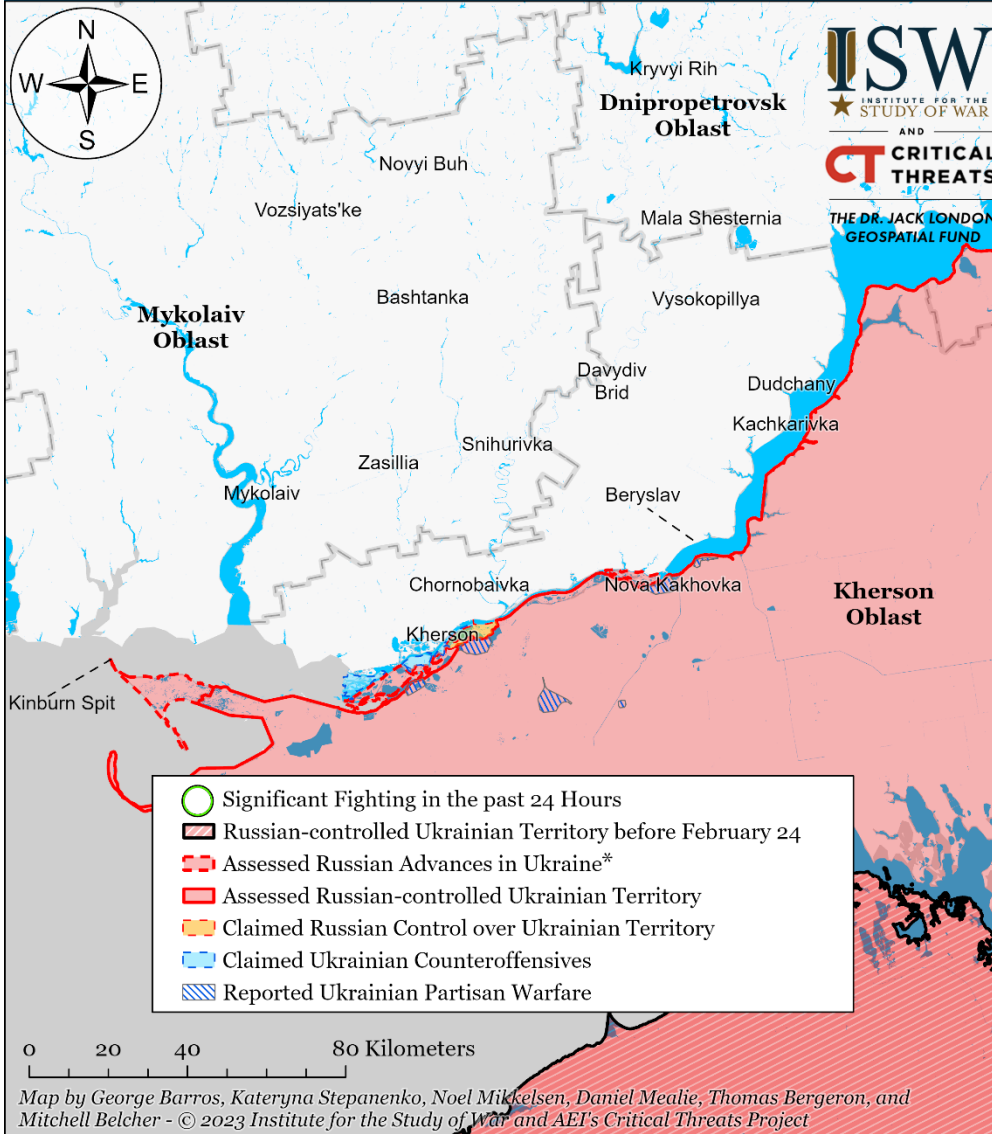 N
W
E
S
ISW
INSTITUTE FOR THE
STUDY OF WAR
AND
CT CRITICAL
THREATS
THE DR. JACK LONDON
GEOSPATIAL FUND
Kryvyi Rih
Dnipropetrovsk
Oblast
Novyi Buh
Vozsiyats'ke
Mala Shesternia
Bashtanka
Vysokopillya
Mykolaiv
Oblast
Davydiv
Brid
Dudchany
Kachkarivka
Snihurivka
Zasillia
Mykolaiv
Beryslav
Chornobaivka
Nova Kakhovka
Kherson
Oblast
Kherson
Kinburn Spit
Significant Fighting in the past 24 Hours
Russian-controlled Ukrainian Territory before February 24
Assessed Russian Advances in Ukraine*
Assessed Russian-controlled Ukrainian Territory
Claimed Russian Control over Ukrainian Territory
Claimed Ukrainian Counteroffensives
Reported Ukrainian Partisan Warfare
0 20 40 80 Kilometers
Map by George Barros, Kateryna Stepanenko, Noel Mikkelsen, Daniel Mealie, Thomas Bergeron, and
Mitchell Belcher - © 2023 Institute for the Study of War and AEI's Critical Threats Project